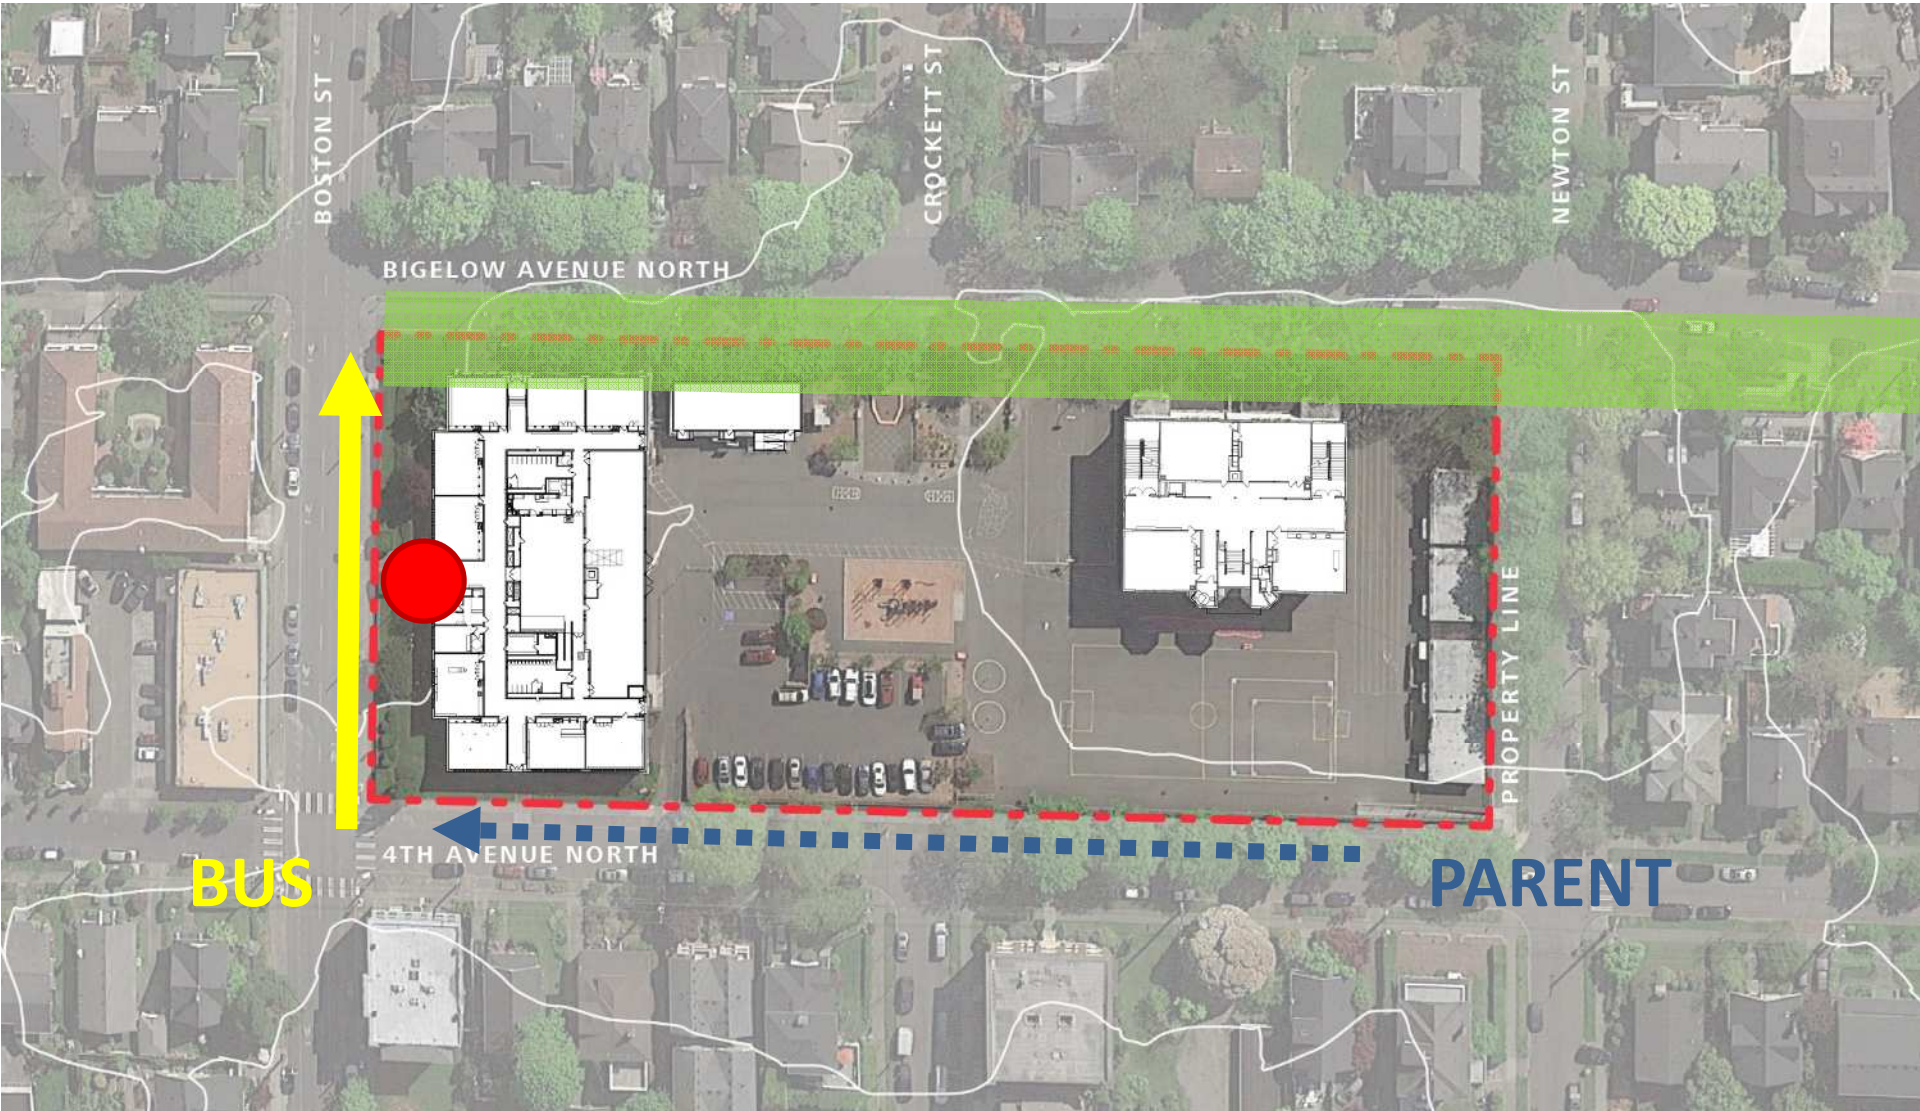 BOSTON ST
CROCKETT ST
NEWTON ST
BIGELOW AVENUE NORTH
PROPERTY LINE
4TH AVENUE NORTH
BUS
PARENT